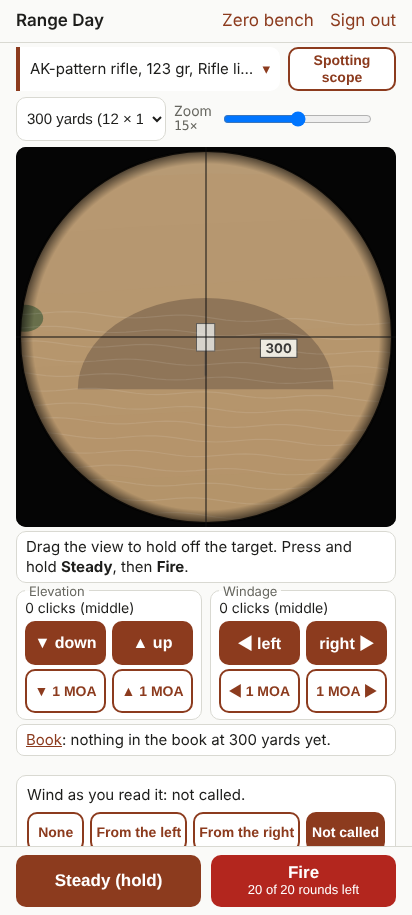 Range Day
Zero bench
Sign out
AK-pattern rifle, 123 gr, Rifle li... ▼
Spotting
scope
300 yards (12 × 1
Zoom
15×
300
Drag the view to hold off the target. Press and
hold Steady, then Fire.
Elevation
0 clicks (middle)
▼ down
▲ up
▼ 1 MOA
▲ 1 MOA
Windage
0 clicks (middle)
◀ left
right ▶
◀ 1 MOA
1 MOA ▶
Book: nothing in the book at 300 yards yet.
Wind as you read it: not called.
None
From the left
From the right
Not called
Steady (hold)
Fire
20 of 20 rounds left